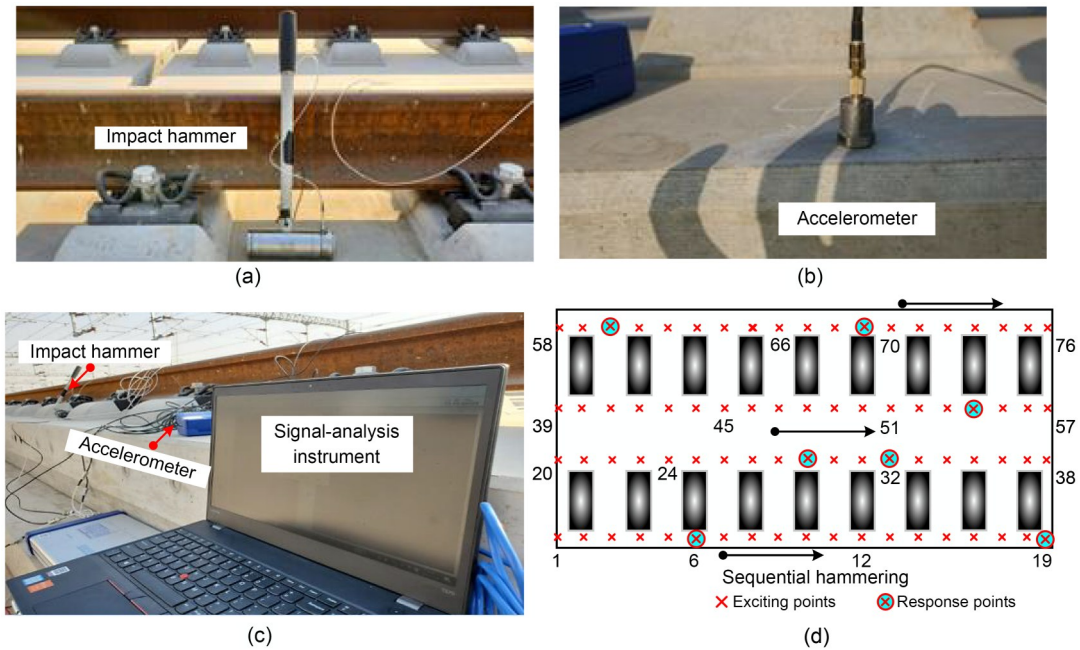 Impact hammer
(a)
Accelerometer
(b)
Impact hammer
Accelerometer
Signal-analysis
instrument
(c)
58 66 70 76
39 45 51 57
20 24 32 38
1 6 12 19
Sequential hammering
Exciting points Response points
(d)